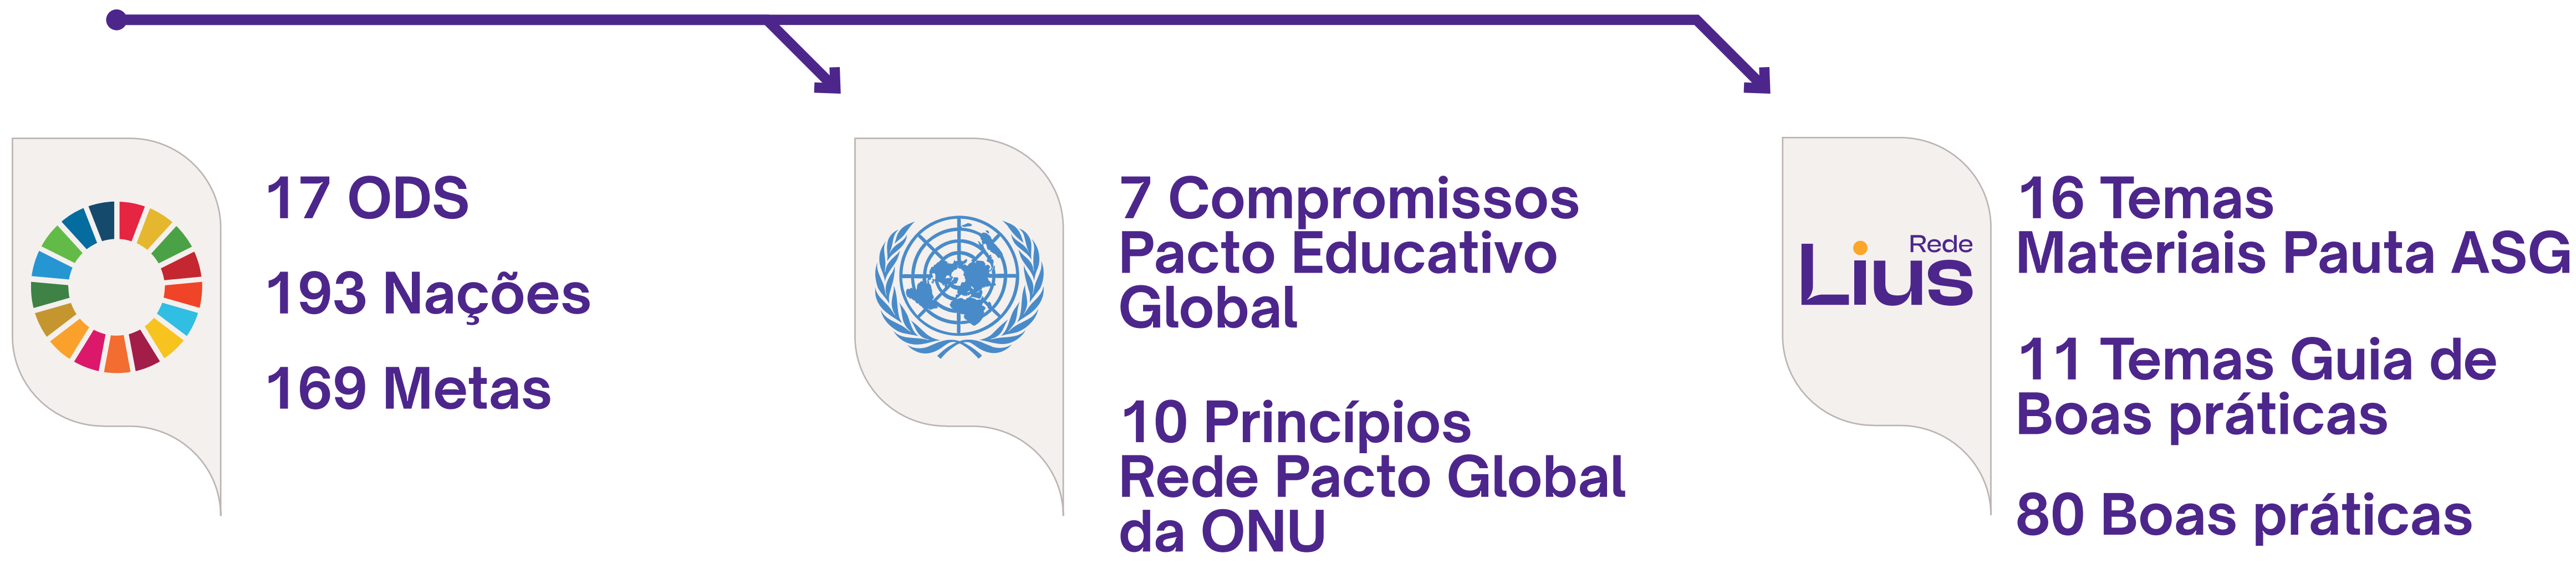 17 ODS
193 Nações
169 Metas
7 Compromissos
Pacto Educativo
Global
10 Princípios
Rede Pacto Global
da ONU
Rede
Lius
16 Temas
Materiais Pauta ASG
11 Temas Guia de
Boas práticas
80 Boas práticas